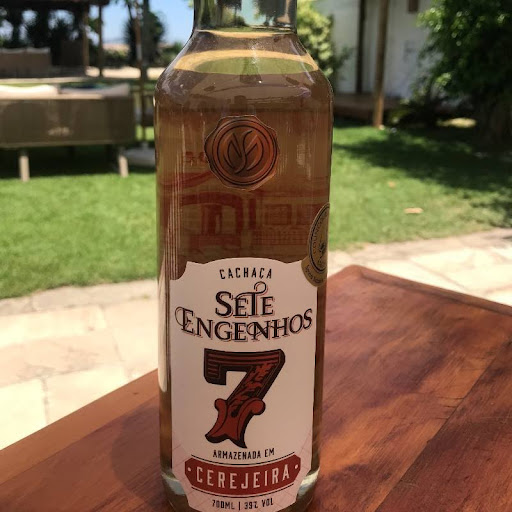 CACHAÇA
SETE
ENGENHOS
7
ARMAZENADA EM
CEREJEIRA
700ML | 39% VOL